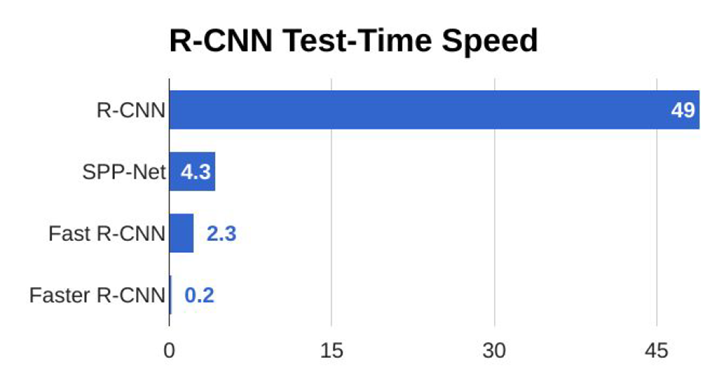 R-CNN Test-Time Speed
R-CNN 49
SPP-Net 4.3
Fast R-CNN 2.3
Faster R-CNN 0.2
0 15 30 45